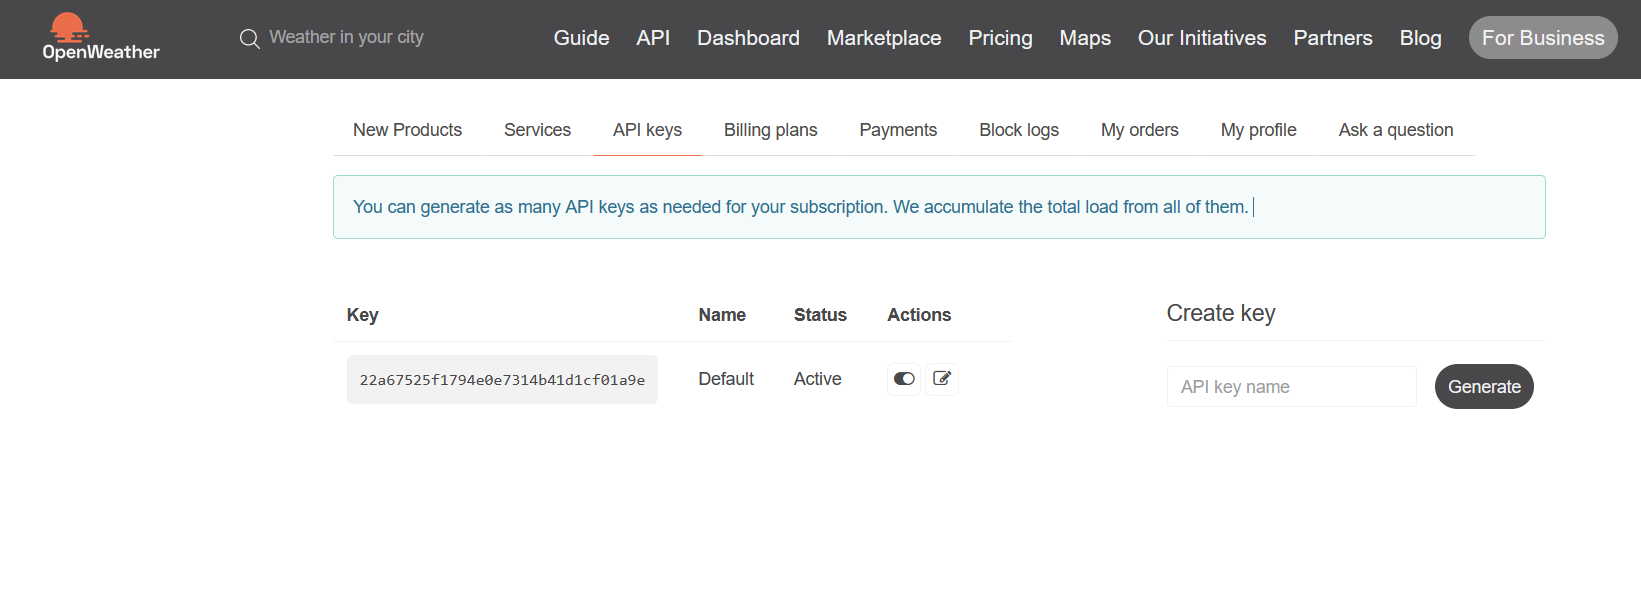 OpenWeather
Weather in your city
Guide API Dashboard Marketplace Pricing Maps Our Initiatives Partners Blog For Business
New Products Services API keys Billing plans Payments Block logs My orders My profile Ask a question
You can generate as many API keys as needed for your subscription. We accumulate the total load from all of them.
Key Name Status Actions
22a67525f1794e0e7314b41d1cf01a9e Default Active
Create key
API key name Generate